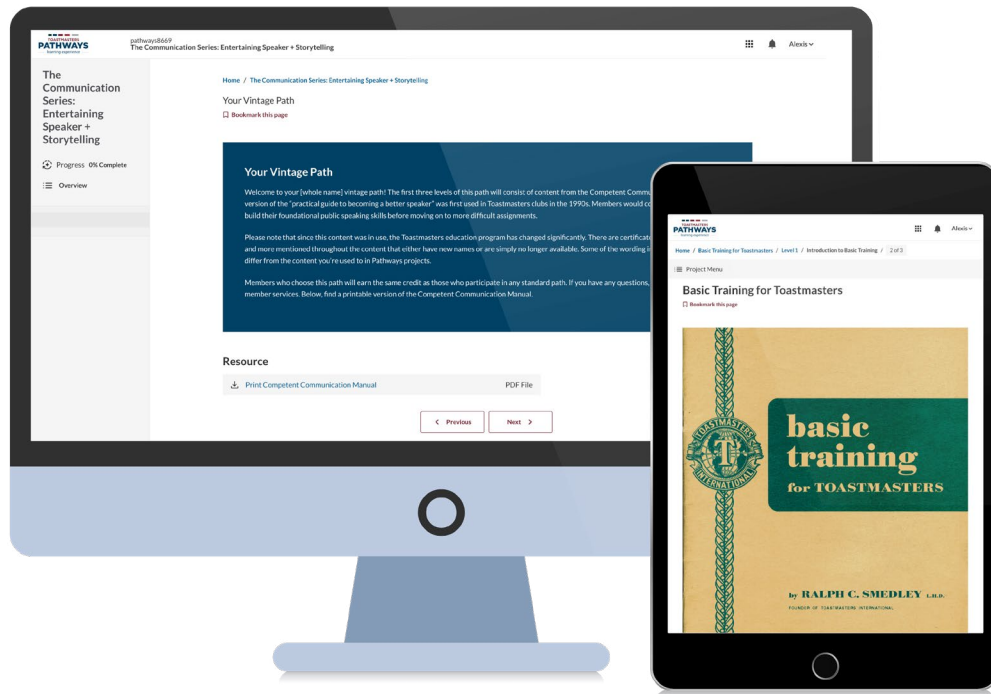 TOASTMASTERS
PATHWAYS
learning experience
pathways8669
The Communication Series: Entertaining Speaker + Storytelling
Alexis
The
Communication
Series:
Entertaining
Speaker +
Storytelling
Progress 0% Complete
Overview
Home / The Communication Series: Entertaining Speaker + Storytelling
Your Vintage Path
Bookmark this page
Your Vintage Path
Welcome to your [whole name] vintage path! The first three levels of this path will consist of content from the Competent
version of the "practical guide to becoming a better speaker" was first used in Toastmasters clubs in the 1990s. Members would
build their foundational public speaking skills before moving on to more difficult assignments.
Please note that since this content was in use, the Toastmasters education program has changed significantly. There are
and more mentioned throughout the content that either have new names or are simply no longer available. Some of the wording
differ from the content you're used to in Pathways projects.
Members who choose this path will earn the same credit as those who participate in any standard path. If you have any questions,
member services. Below, find a printable version of the Competent Communication Manual.
Resource
Print Competent Communication Manual PDF File
< Previous Next >
TOASTMASTERS
PATHWAYS
learning experience
Alexis
Home / Basic Training for Toastmasters / Level 1 / Introduction to Basic Training / 2 of 3
Project Menu
Basic Training for Toastmasters
Bookmark this page
TOASTMASTERS
T
INTERNATIONAL
basic
training
for TOASTMASTERS
by RALPH C. SMEDLEY L.H.D.
FOUNDER OF TOASTMASTERS INTERNATIONAL